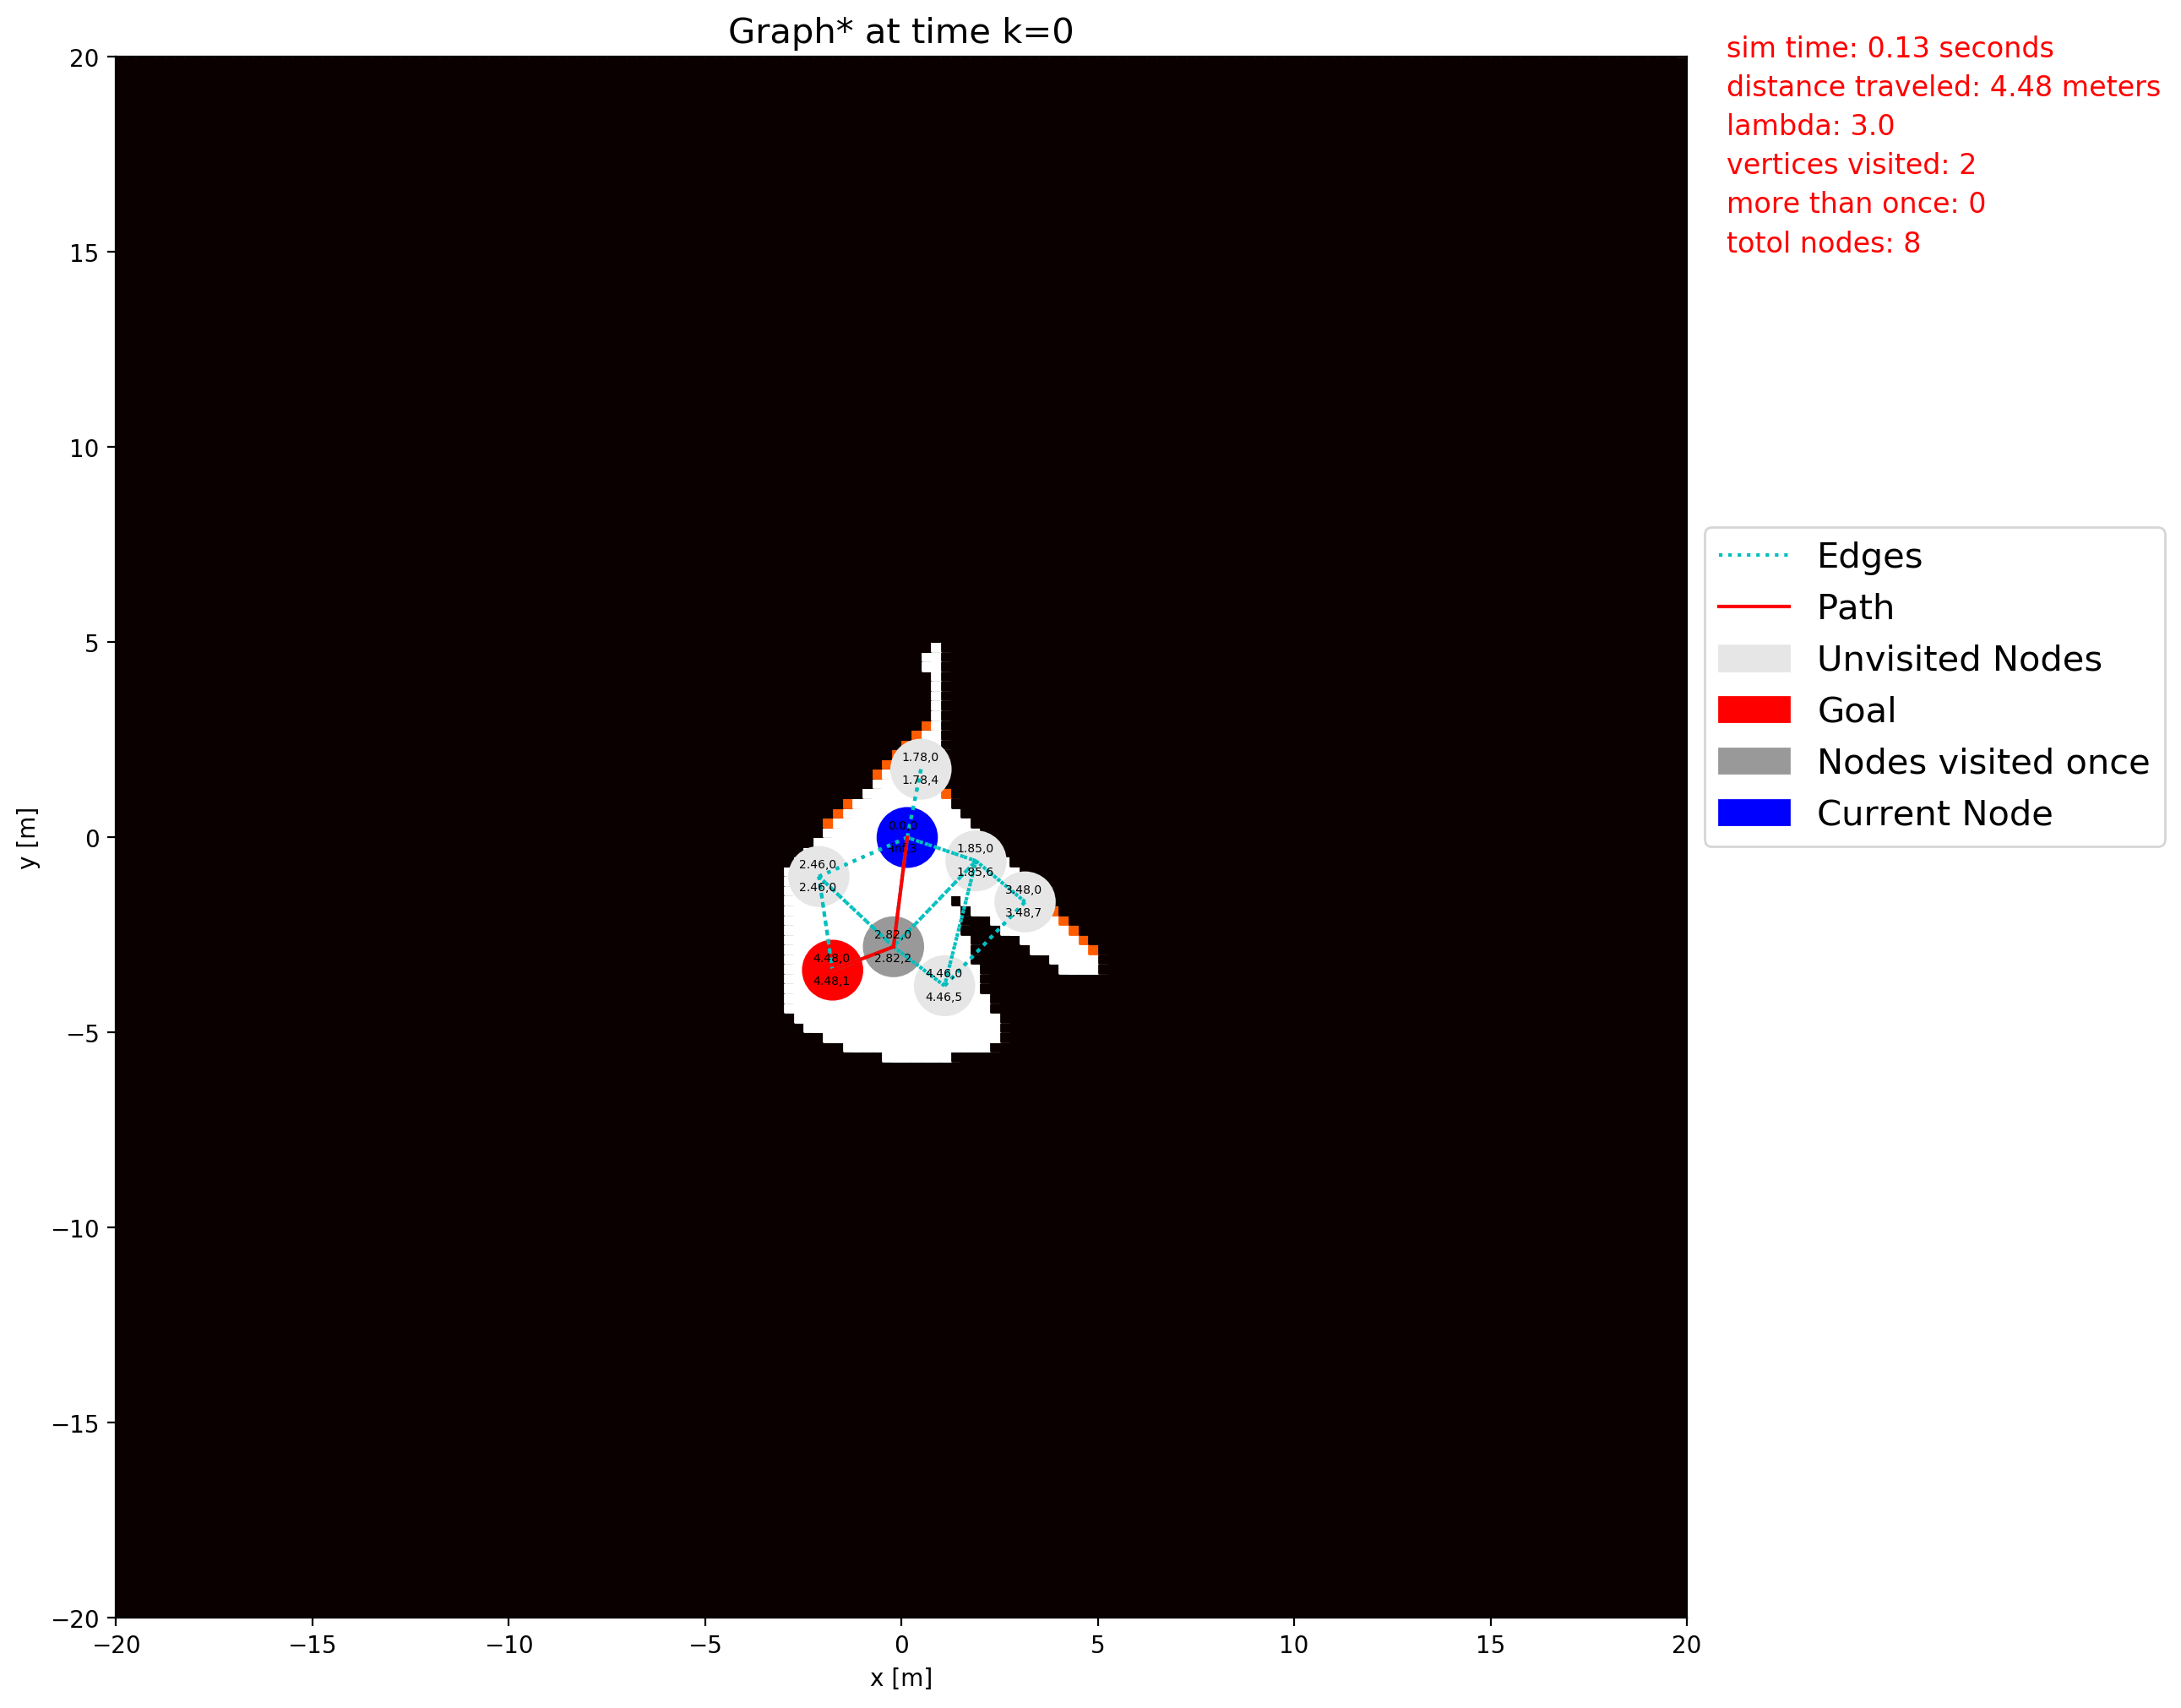 Graph* at time k=0
sim time: 0.13 seconds
distance traveled: 4.48 meters
lambda: 3.0
vertices visited: 2
more than once: 0
totol nodes: 8
20
15
10
5
0
−5
−10
−15
−20
y [m]
1.78,0
1.78,4
1.85,0
1.85,6
2.46,0
2.46,0
3.48,0
3.48,7
2.82,0
2.82,2
4.48,0
4.48,1
4.46,0
4.46,5
Edges
Path
Unvisited Nodes
Goal
Nodes visited once
Current Node
−20
−15
−10
−5
0
5
10
15
20
x [m]